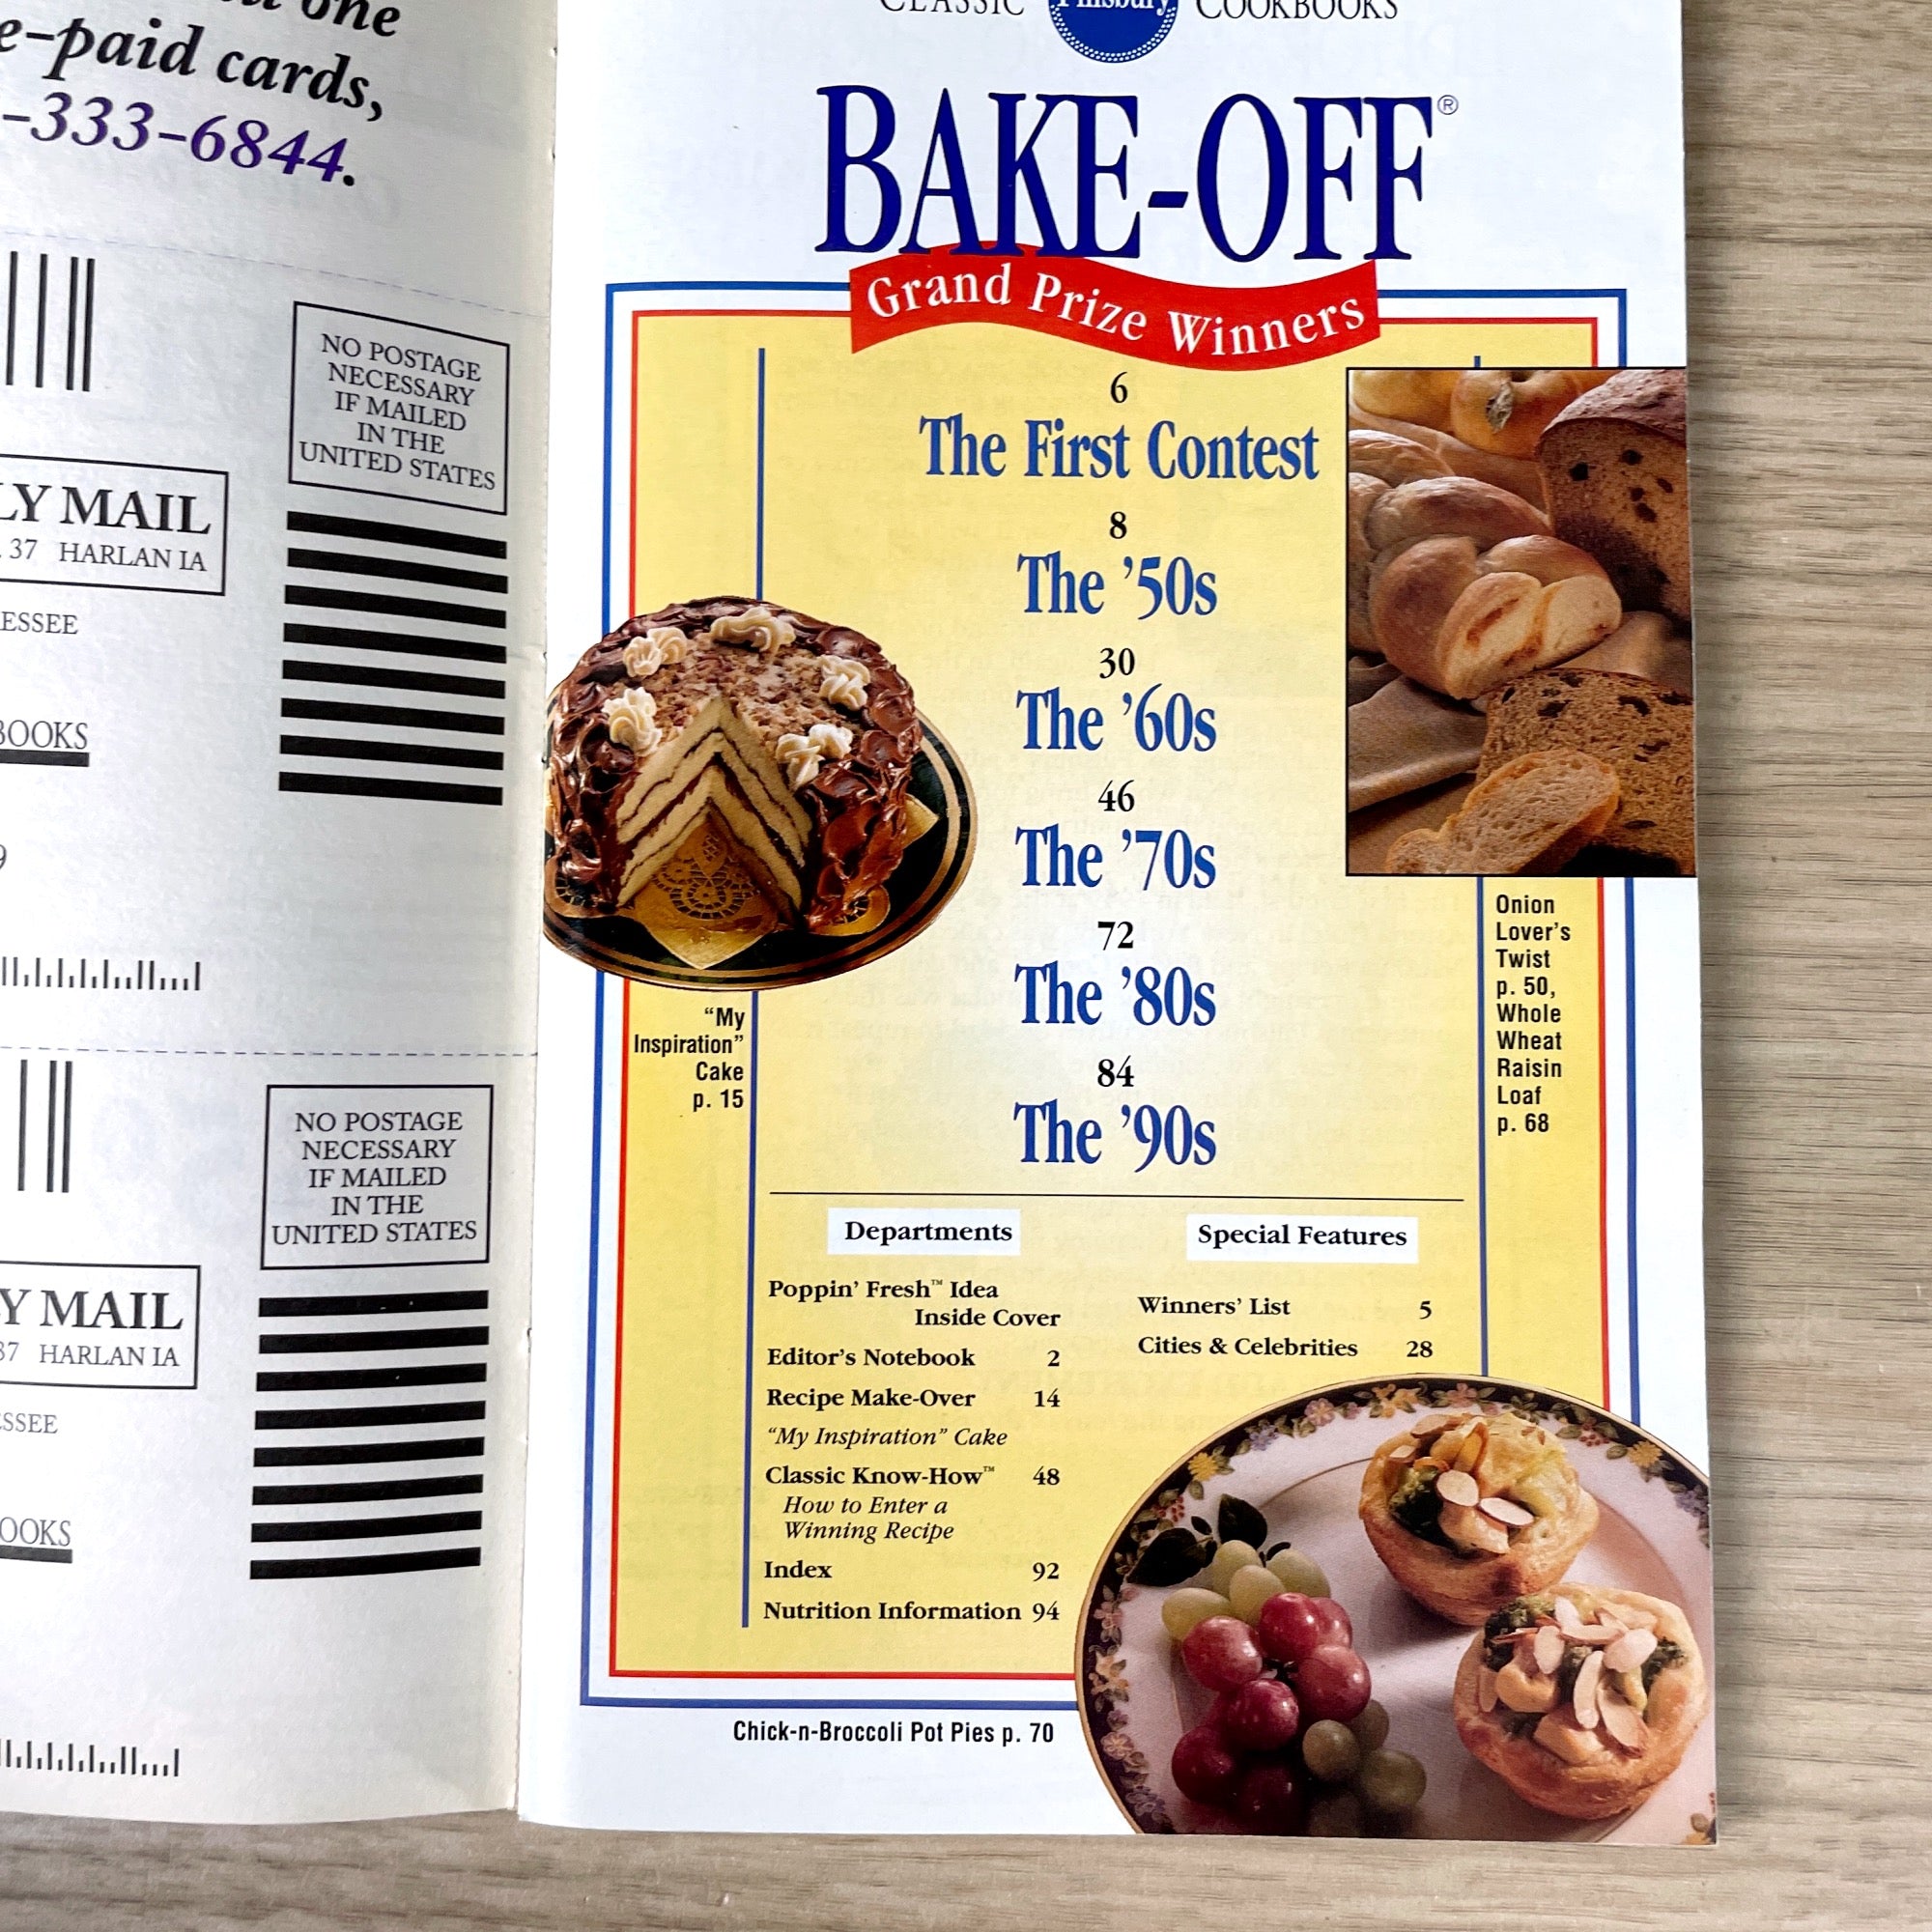 one
e-paid cards,
-333-6844.
NO POSTAGE
NECESSARY
IF MAILED
IN THE
UNITED STATES
LY MAIL
37 HARLAN IA
ESSEE
BOOKS
9
NO POSTAGE
NECESSARY
IF MAILED
IN THE
UNITED STATES
Y MAIL
37 HARLAN IA
SSEE
OOKS
CLASSIC Pillsbury COOKBOOKS
BAKE-OFF®
Grand Prize Winners
6
The First Contest
8
The ’50s
30
The ’60s
46
The ’70s
72
The ’80s
84
The ’90s
“My
Inspiration”
Cake
p. 15
Onion
Lover’s
Twist
p. 50,
Whole
Wheat
Raisin
Loaf
p. 68
Departments
Poppin’ Fresh™ Idea
Inside Cover
Editor’s Notebook 2
Recipe Make-Over 14
“My Inspiration” Cake
Classic Know-How™ 48
How to Enter a
Winning Recipe
Index 92
Nutrition Information 94
Special Features
Winners’ List 5
Cities & Celebrities 28
Chick-n-Broccoli Pot Pies p. 70